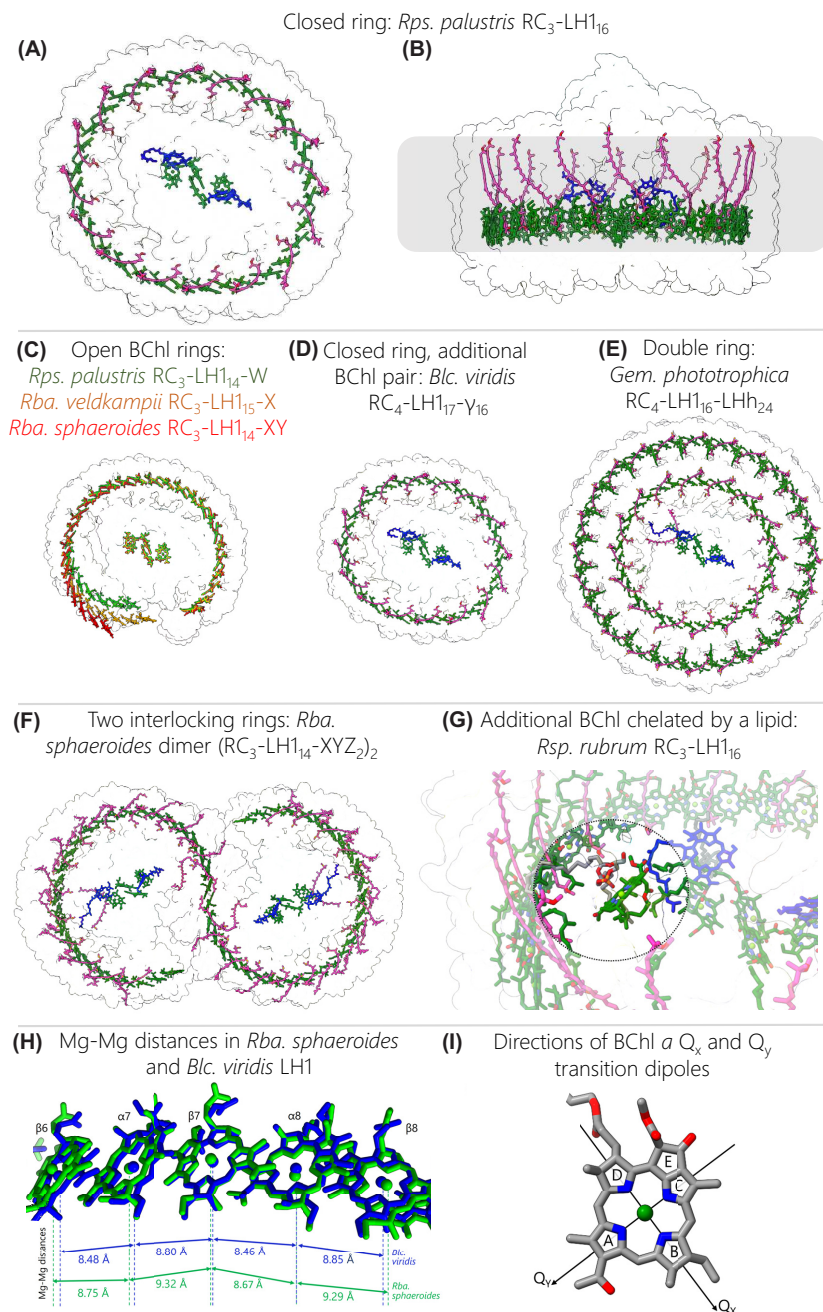 Closed ring: Rps. palustris RC₃-LH1₁₆
(A)
(B)
(C) Open BChl rings:
Rps. palustris RC₃-LH1₁₄-W
Rba. veldkampii RC₃-LH1₁₅-X
Rba. sphaeroides RC₃-LH1₁₄-XY
(D) Closed ring, additional
BChl pair: Blc. viridis
RC₄-LH1₁₇-γ₁₆
(E) Double ring:
Gem. phototrophica
RC₄-LH1₁₆-LHh₂₄
(F) Two interlocking rings: Rba.
sphaeroides dimer (RC₃-LH1₁₄-XYZ₂)₂
(G) Additional BChl chelated by a lipid:
Rsp. rubrum RC₃-LH1₁₆
(H) Mg-Mg distances in Rba. sphaeroides
and Blc. viridis LH1
β6
α7
β7
α8
β8
Mg-Mg distances
8.48 Å
8.80 Å
8.46 Å
8.85 Å
Blc.
viridis
8.75 Å
9.32 Å
8.67 Å
9.29 Å
Rba.
sphaeroides
(I) Directions of BChl a Qₓ and Qᵧ
transition dipoles
D
E
C
A
B
Qᵧ
Qₓ